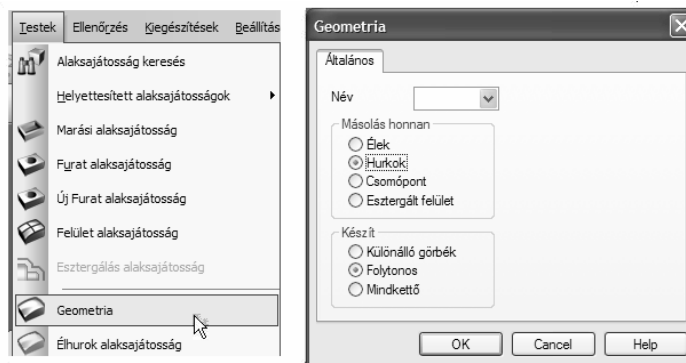 Testek Ellenőrzés Kiegészítések Beállítás
Alaksajátosság keresés
Helyettesített alaksajátosságok
Marási alaksajátosság
Furat alaksajátosság
Új Furat alaksajátosság
Felület alaksajátosság
Esztergálás alaksajátosság
Geometria
Élhurok alaksajátosság
Geometria
Általános
Név
Másolás honnan
Élek
Hurkok
Csomópont
Esztergált felület
Készít
Különálló görbék
Folytonos
Mindkettő
OK Cancel Help